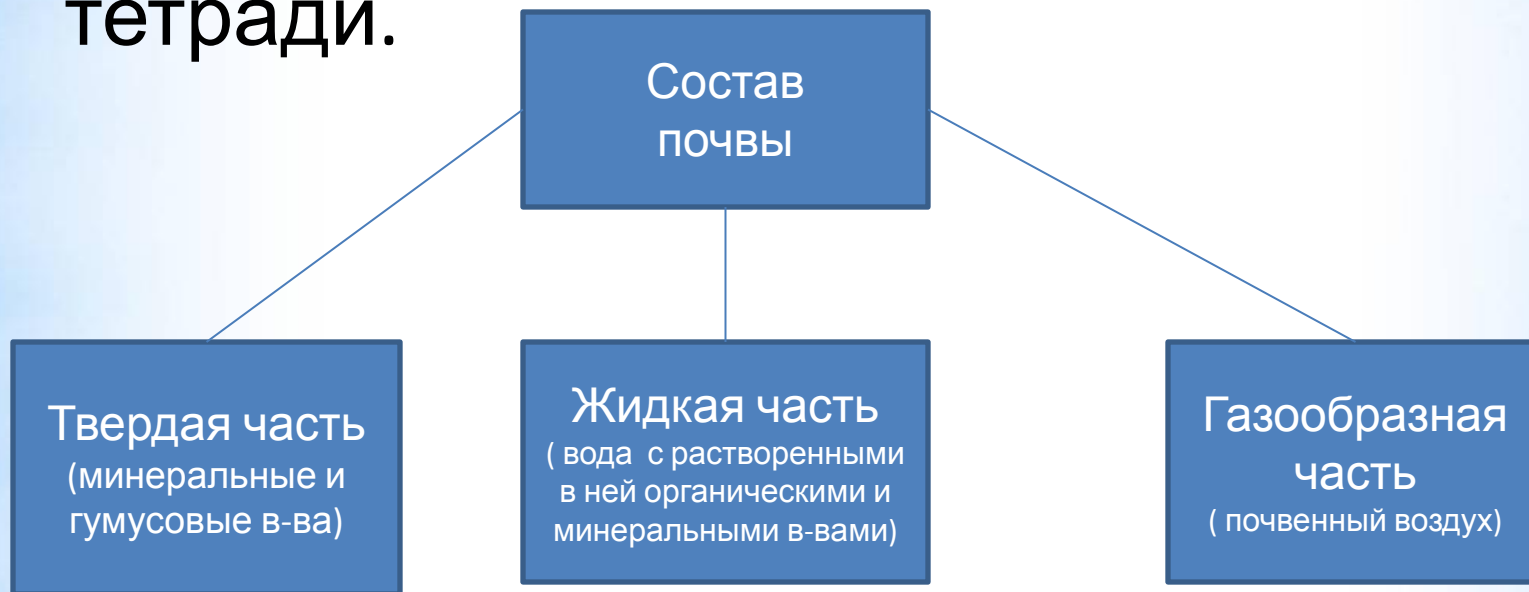 тетради.
Состав
почвы
Твердая часть
(минеральные и
гумусовые в-ва)
Жидкая часть
( вода с растворенными
в ней органическими и
минеральными в-вами)
Газообразная
часть
( почвенный воздух)